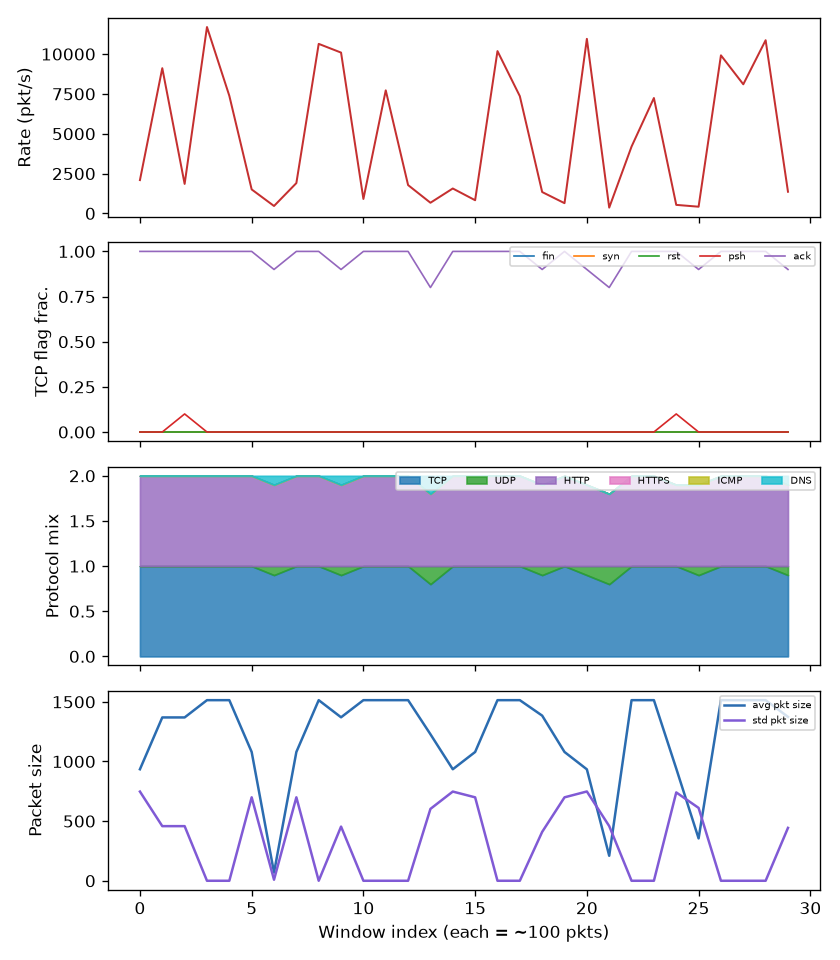 10000
7500
5000
2500
0
Rate (pkt/s)
1.00
0.75
0.50
0.25
0.00
TCP flag frac.
fin syn rst psh ack
2.0
1.5
1.0
0.5
0.0
Protocol mix
TCP UDP HTTP HTTPS ICMP DNS
1500
1000
500
0
Packet size
avg pkt size
std pkt size
0 5 10 15 20 25 30
Window index (each = ~100 pkts)